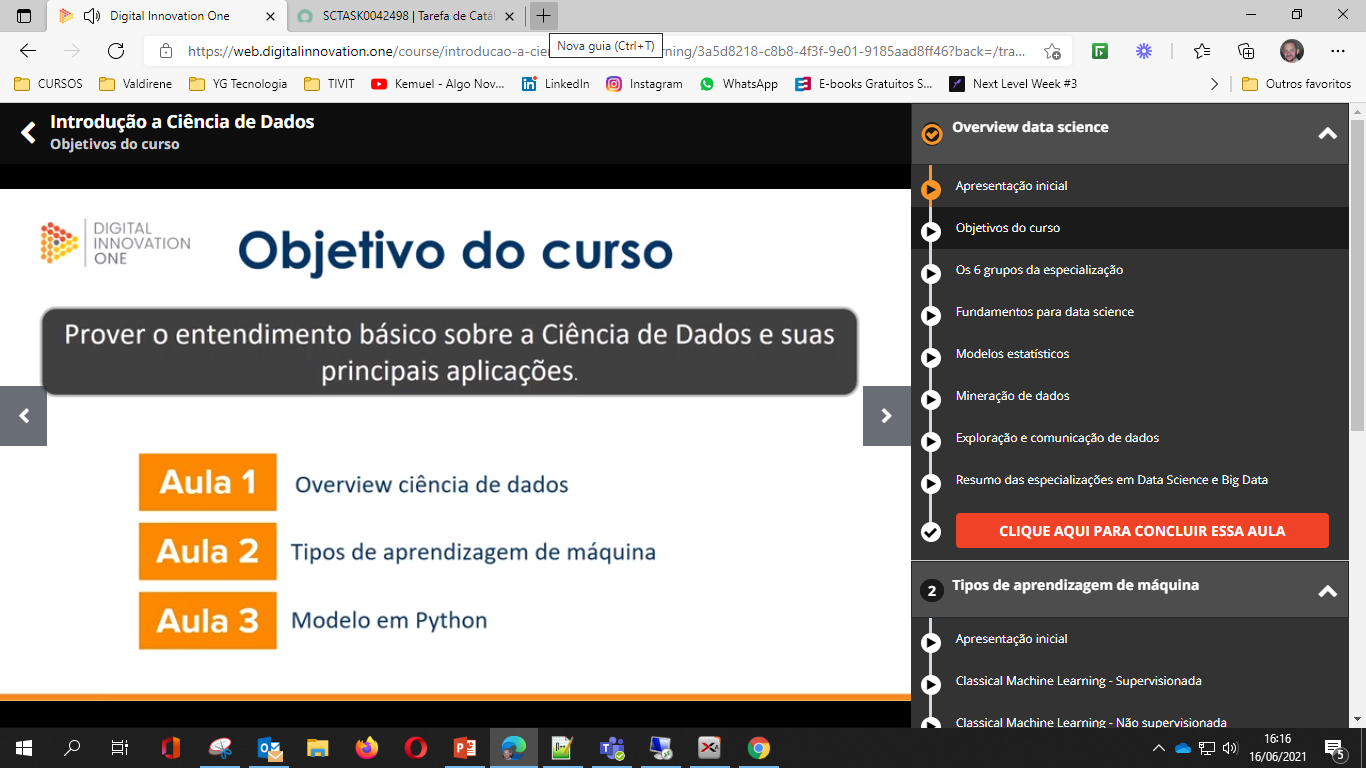 Digital Innovation One
SCTASK0042498 | Tarefa de Catál
Nova guia (Ctrl+T)
https://web.digitalinnovation.one/course/introducao-a-cie
rning/3a5d8218-c8b8-4f3f-9e01-9185aad8ff46?back=/tra...
CURSOS
Valdirene
YG Tecnologia
TIVIT
Kemuel - Algo Nov...
LinkedIn
Instagram
WhatsApp
E-books Gratuitos S...
Next Level Week #3
Outros favoritos
Introdução a Ciência de Dados
Objetivos do curso
DIGITAL
INNOVATION
ONE
Objetivo do curso
Prover o entendimento básico sobre a Ciência de Dados e suas
principais aplicações.
Aula 1 Overview ciência de dados
Aula 2 Tipos de aprendizagem de máquina
Aula 3 Modelo em Python
Overview data science
Apresentação inicial
Objetivos do curso
Os 6 grupos da especialização
Fundamentos para data science
Modelos estatísticos
Mineração de dados
Exploração e comunicação de dados
Resumo das especializações em Data Science e Big Data
CLIQUE AQUI PARA CONCLUIR ESSA AULA
2 Tipos de aprendizagem de máquina
Apresentação inicial
Classical Machine Learning - Supervisionada
Classical Machine Learning - Não supervisionada
16:16
16/06/2021
5